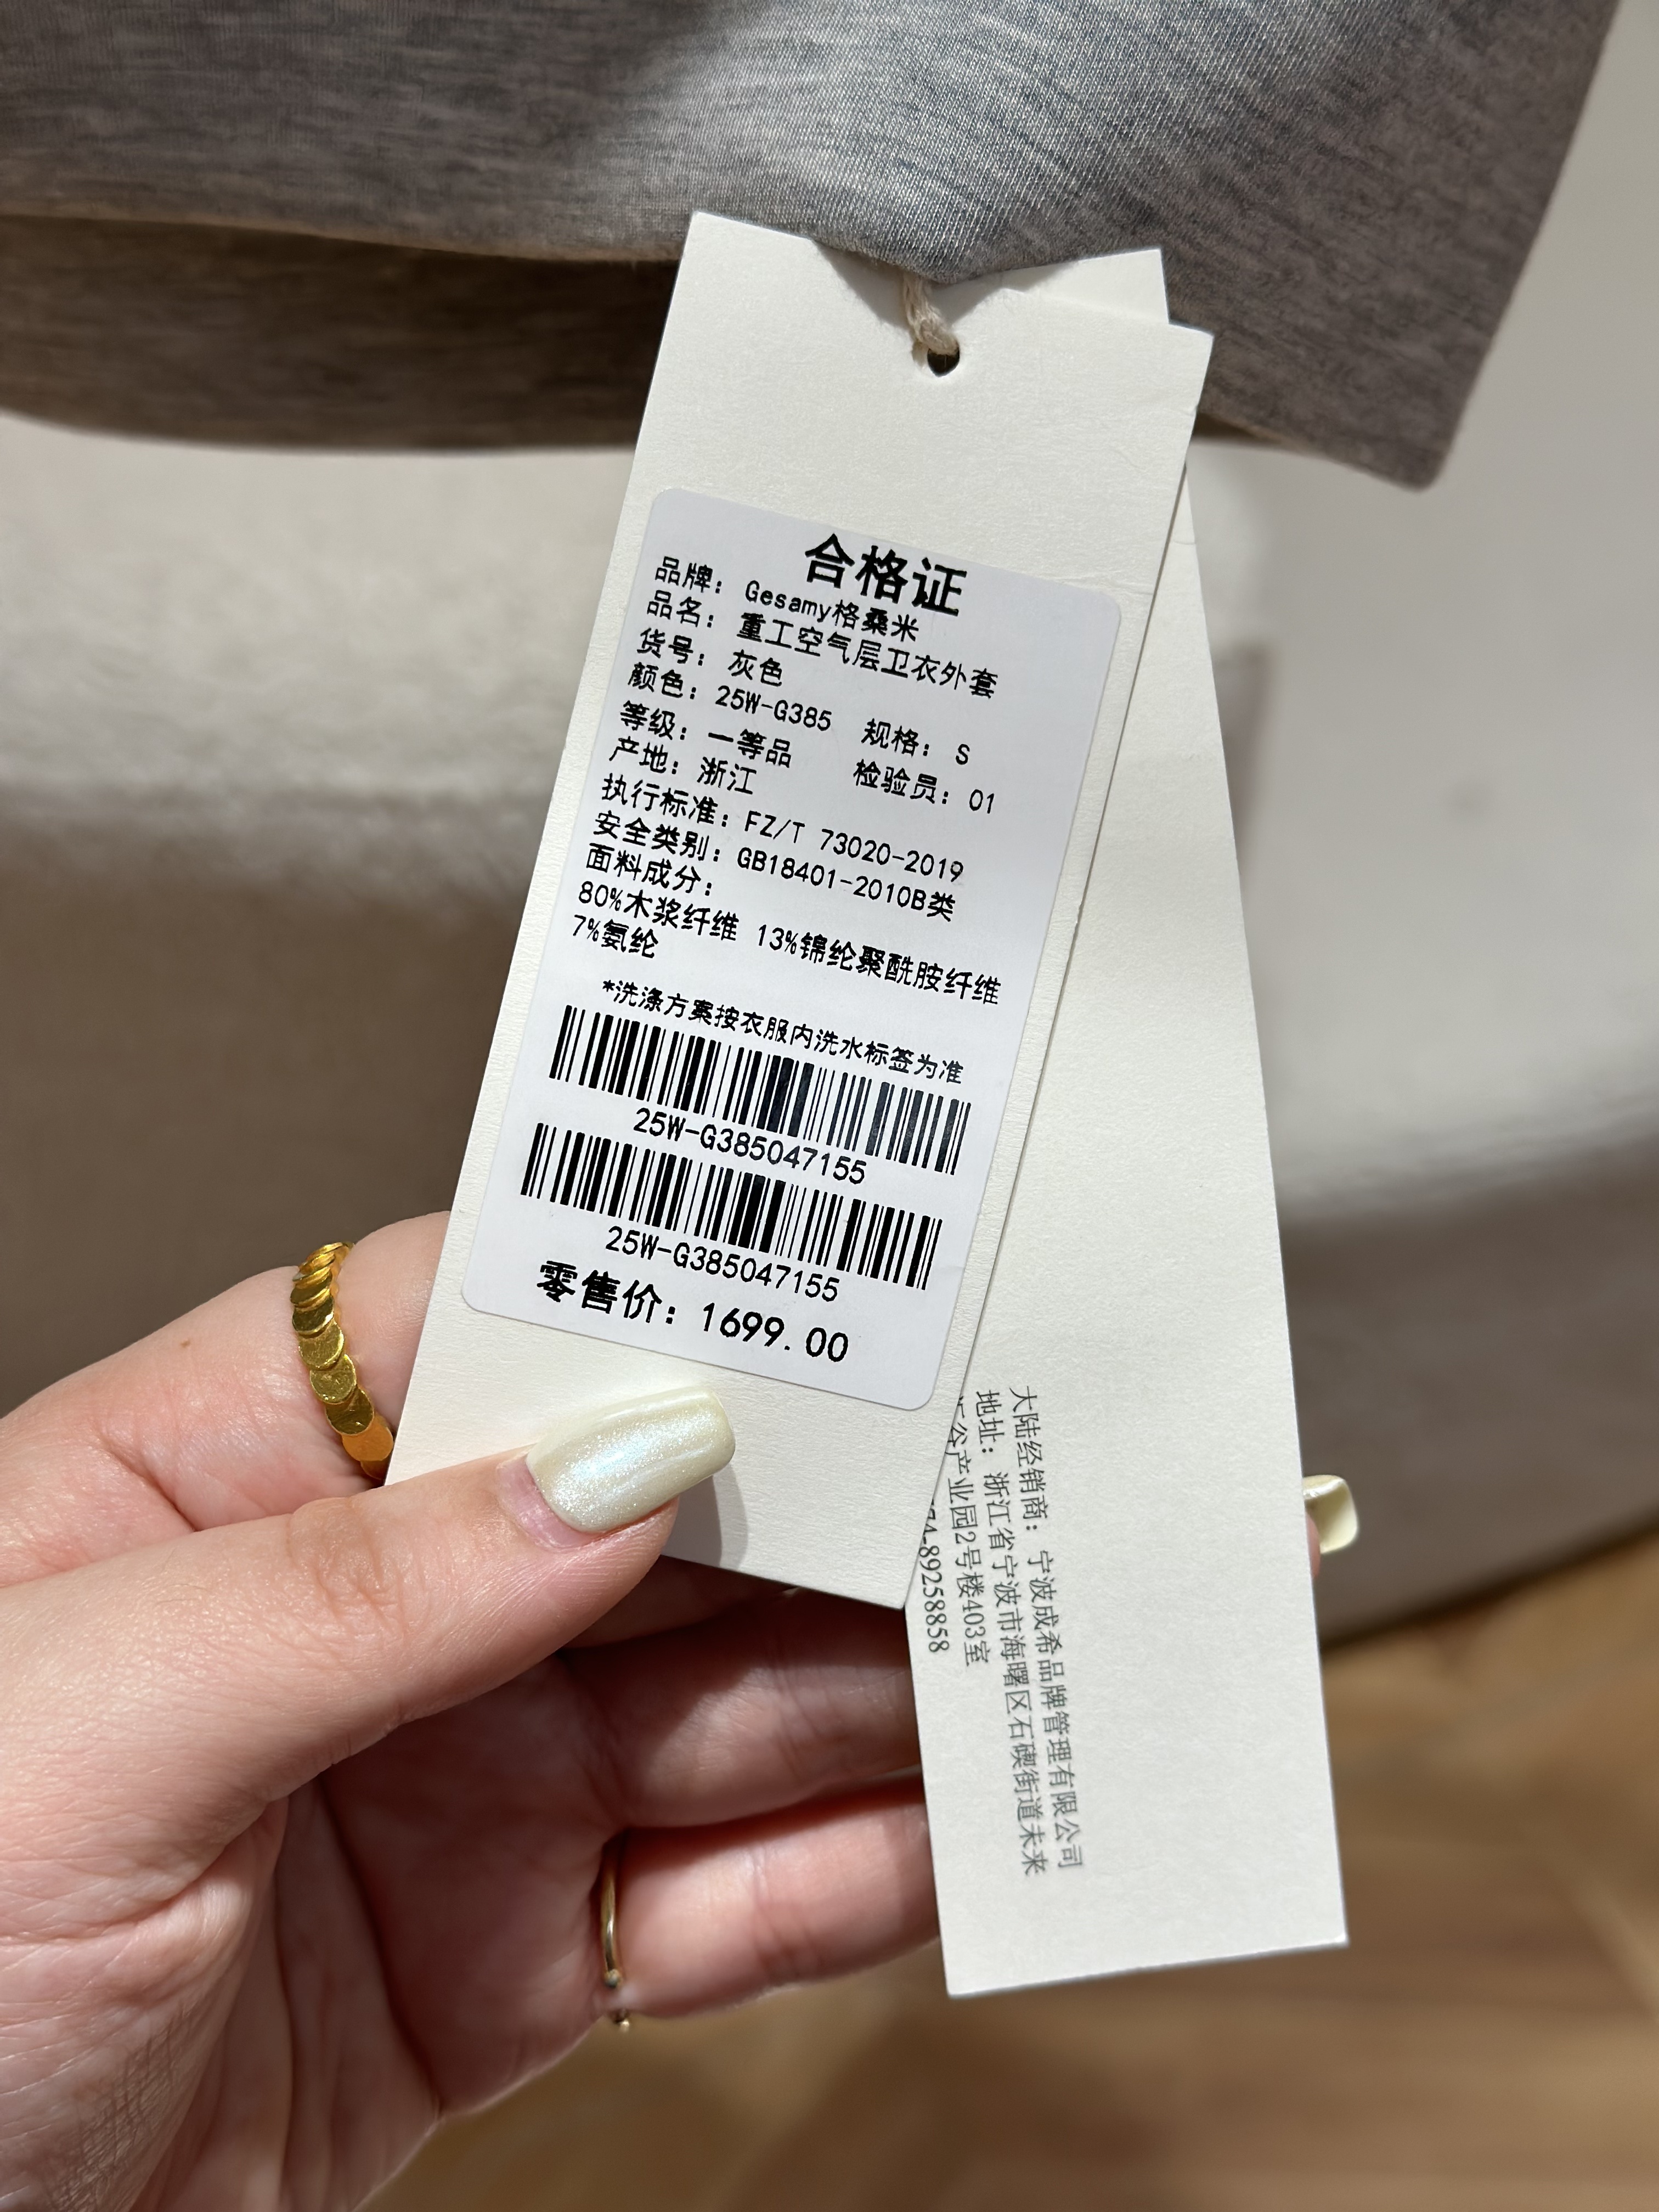 合格证
品牌: Gesamy格桑米
品名: 重工空气层卫衣外套
货号: 灰色
颜色: 25W-G385 规格: S
等级: 一等品 检验员: 01
产地: 浙江
执行标准: FZ/T 73020-2019
安全类别: GB18401-2010B类
面料成分:
80%木浆纤维 13%锦纶聚酰胺纤维
7%氨纶
*洗涤方案按衣服内洗水标签为准
25W-G385047155
25W-G385047155
零售价: 1699.00
大陆经销商: 宁波成希品牌管理有限公司
地址: 浙江省宁波市海曙区石碶街道未来
谷产业园2号楼403室
74-89258858